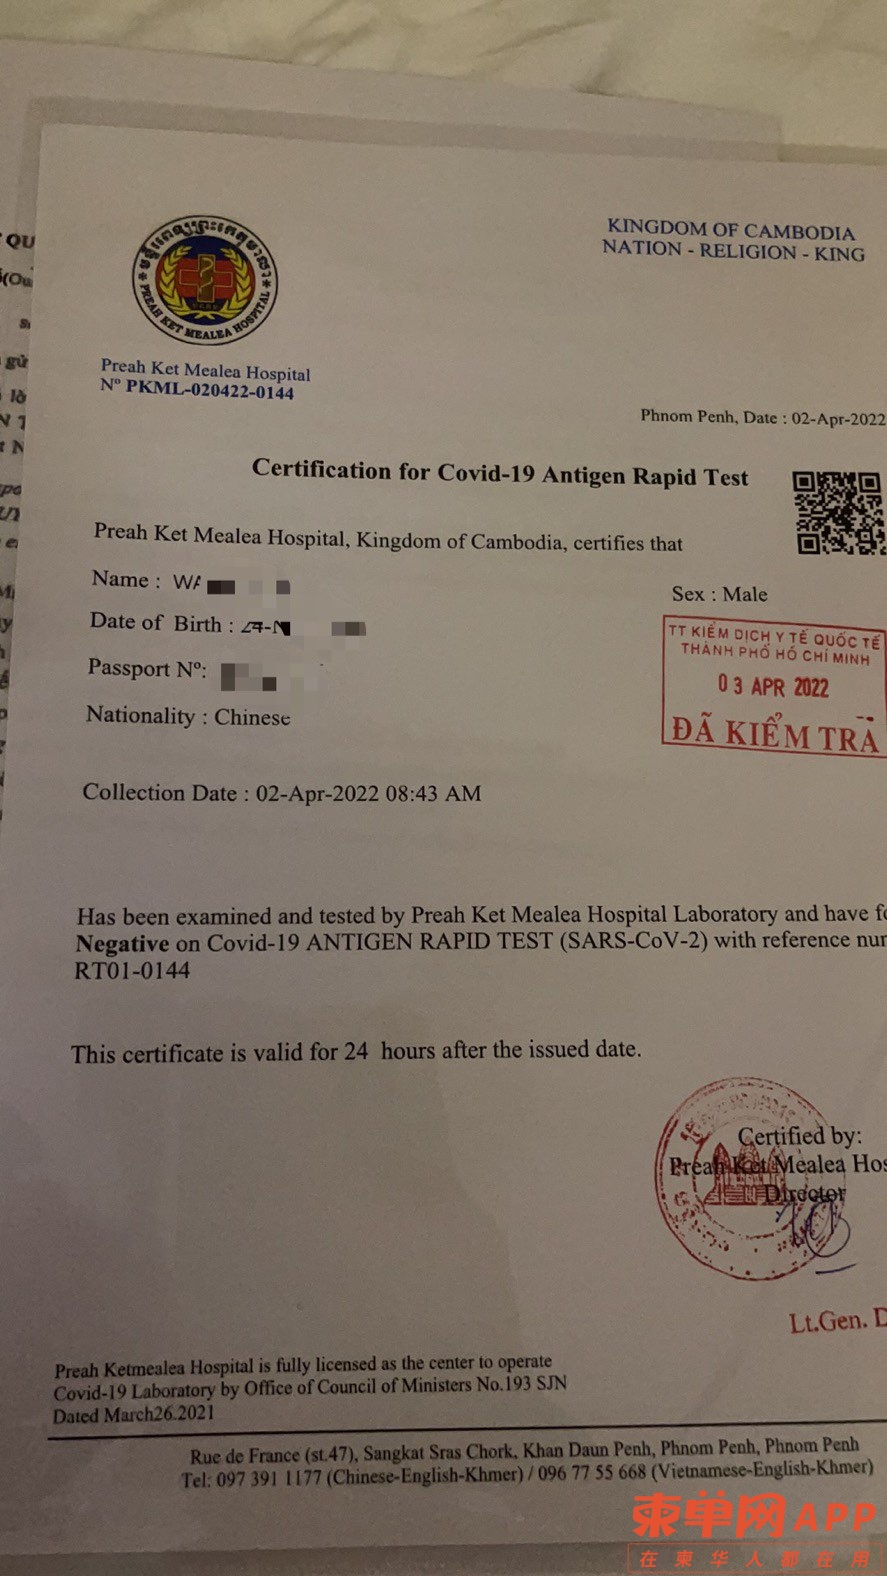 KINGDOM OF CAMBODIA
NATION - RELIGION - KING
PREAH KET MEALEA HOSPITAL
Preah Ket Mealea Hospital
Nº PKML-020422-0144
Phnom Penh, Date : 02-Apr-2022
Certification for Covid-19 Antigen Rapid Test
Preah Ket Mealea Hospital, Kingdom of Cambodia, certifies that
Name : WA
Sex : Male
Date of Birth :
Passport Nº:
Nationality : Chinese
TT KIỂM DỊCH Y TẾ QUỐC TẾ
THÀNH PHỐ HỒ CHÍ MINH
03 APR 2022
ĐÃ KIỂM TRA
Collection Date : 02-Apr-2022 08:43 AM
Has been examined and tested by Preah Ket Mealea Hospital Laboratory and have
Negative on Covid-19 ANTIGEN RAPID TEST (SARS-CoV-2) with reference
RT01-0144
This certificate is valid for 24 hours after the issued date.
Certified by:
Preah Ket Mealea Hos
Director
Lt.Gen.
Preah Ketmealea Hospital is fully licensed as the center to operate
Covid-19 Laboratory by Office of Council of Ministers No.193 SJN
Dated March26.2021
Rue de France (st.47), Sangkat Sras Chork, Khan Daun Penh, Phnom Penh, Phnom Penh
Tel: 097 391 1177 (Chinese-English-Khmer) / 096 77 55 668 (Vietnamese-English-Khmer)
柬单网APP
在柬华人都在用